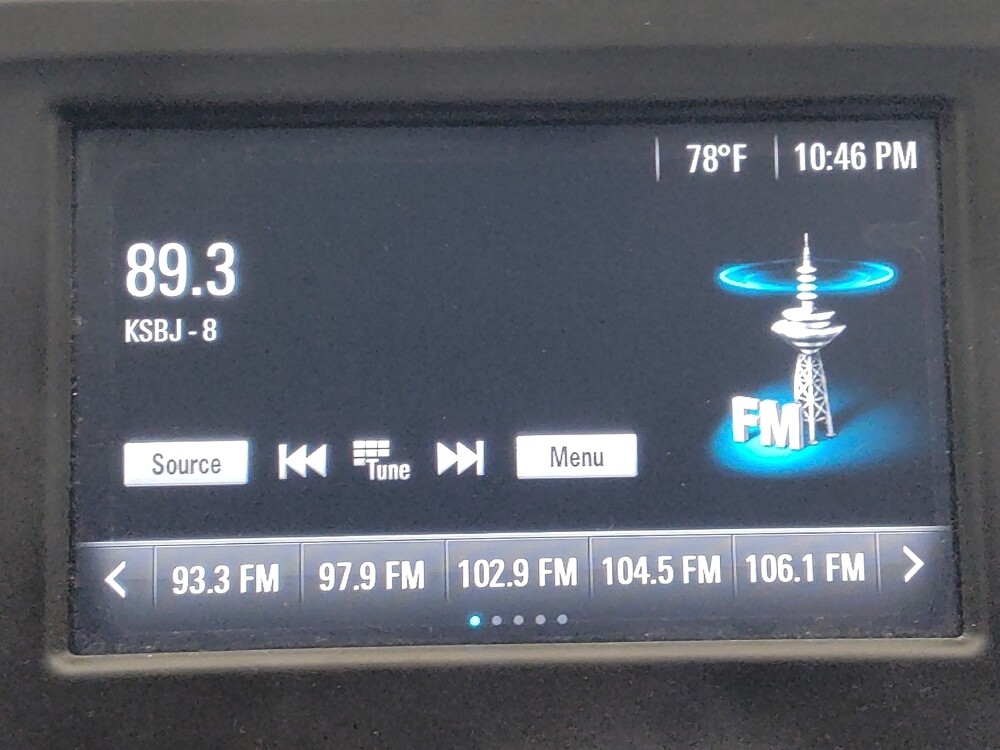 78°F 10:46 PM
89.3
KSBJ - 8
FM
Source Tune Menu
93.3 FM 97.9 FM 102.9 FM 104.5 FM 106.1 FM